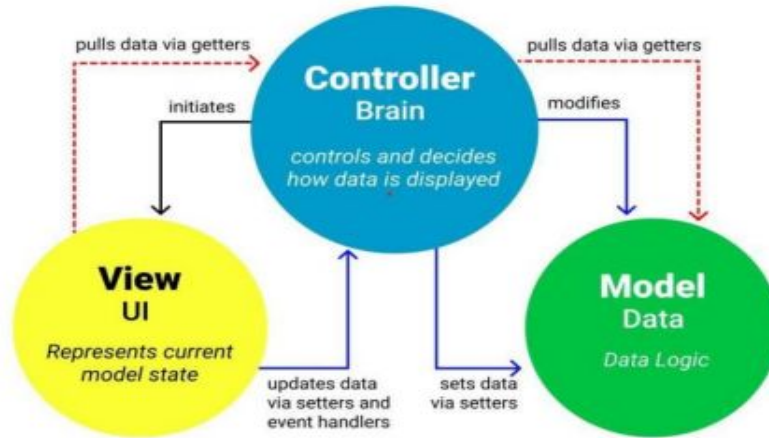 pulls data via getters
Controller
Brain
controls and decides
how data is displayed
pulls data via getters
initiates
modifies
View
UI
Represents current
model state
Model
Data
Data Logic
updates data
via setters and
event handlers
sets data
via setters